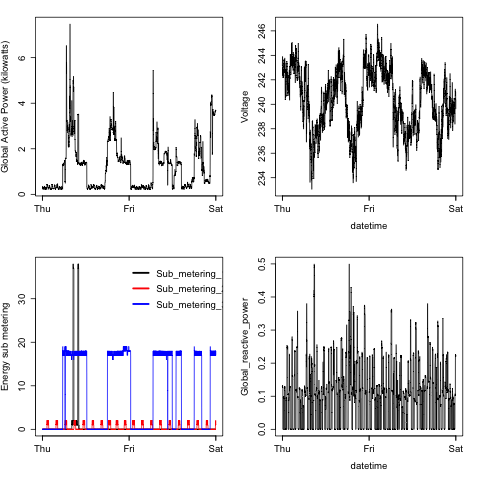 Global Active Power (kilowatts)
0
2
4
6
Thu
Fri
Sat
Voltage
234
236
238
240
242
244
246
Thu
Fri
Sat
datetime
Energy sub metering
0
10
20
30
Thu
Fri
Sat
Sub_metering_
Sub_metering_
Sub_metering_
Global_reactive_power
0.0
0.1
0.2
0.3
0.4
0.5
Thu
Fri
Sat
datetime